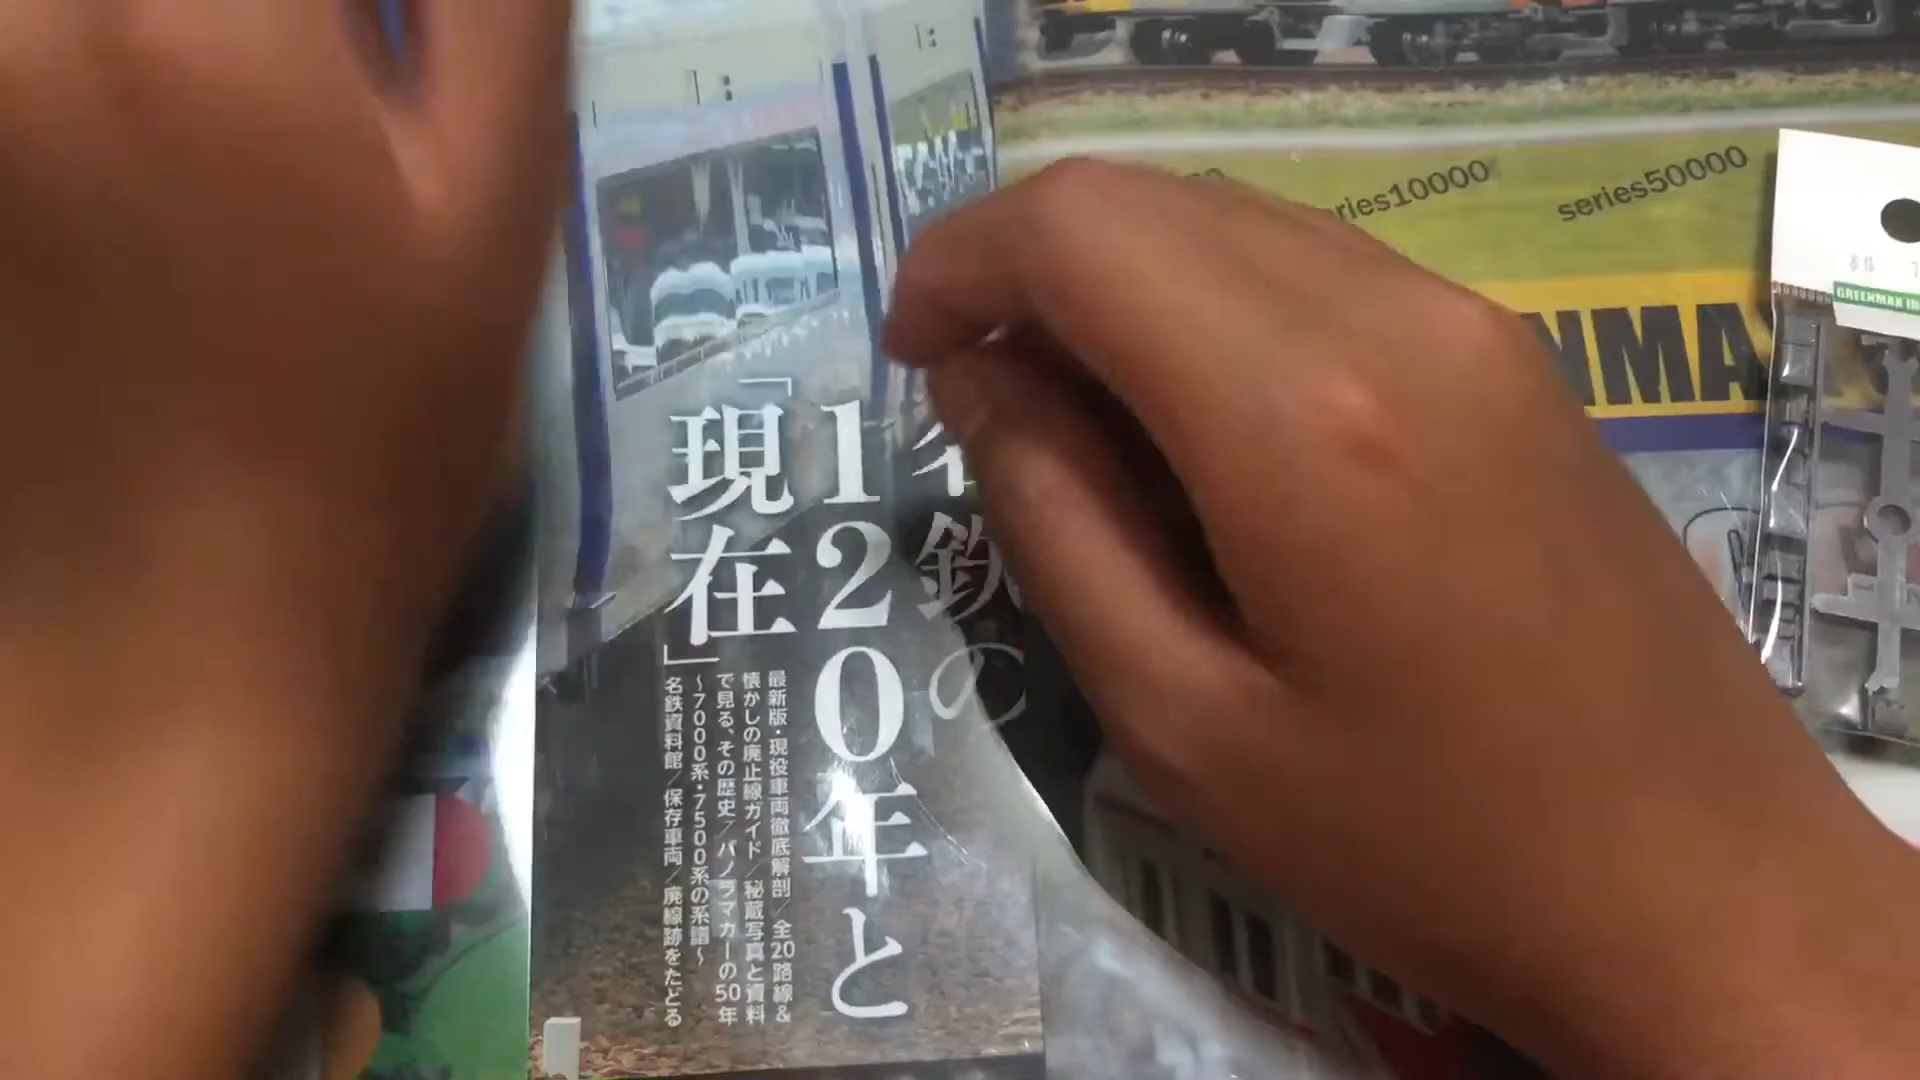 名鉄の
120年と
「現在」
最新版・現役車両徹底解剖／全20路線&
懐かしの廃止線ガイド／秘蔵写真と資料
で見る、その歴史／パノラマカーの50年
～7000系・7500系の系譜～
名鉄資料館／保存車両／廃線跡をたどる
series10000
series50000
NMA
GREENMAX